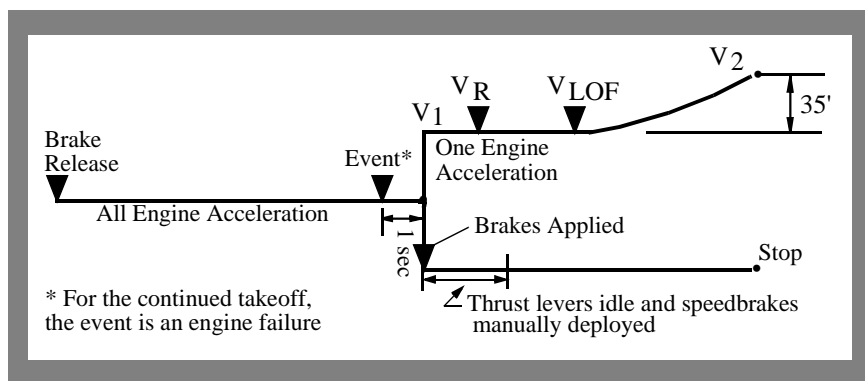 V2
VR
VLOF
V1
35'
Brake
Release
Event*
One Engine
Acceleration
All Engine Acceleration
1 sec
Brakes Applied
Stop
* For the continued takeoff,
the event is an engine failure
Thrust levers idle and speedbrakes
manually deployed